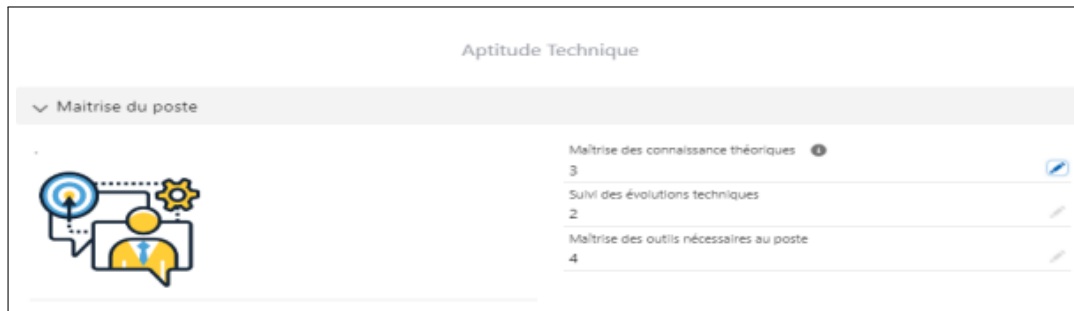 Aptitude Technique
Maitrise du poste
.
Maîtrise des connaissance théoriques
3
Suivi des évolutions techniques
2
Maîtrise des outils nécessaires au poste
4